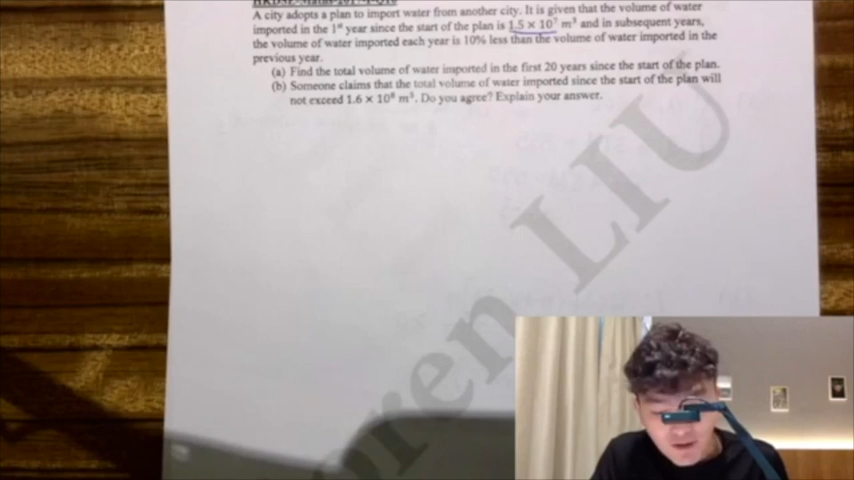 HKDSE-Maths-2017-I-Q16
A city adopts a plan to import water from another city. It is given that the volume of water
imported in the 1st year since the start of the plan is 1.5 × 10⁷ m³ and in subsequent years,
the volume of water imported each year is 10% less than the volume of water imported in the
previous year.
(a) Find the total volume of water imported in the first 20 years since the start of the plan.
(b) Someone claims that the total volume of water imported since the start of the plan will
not exceed 1.6 × 10⁸ m³. Do you agree? Explain your answer.
oren LIU